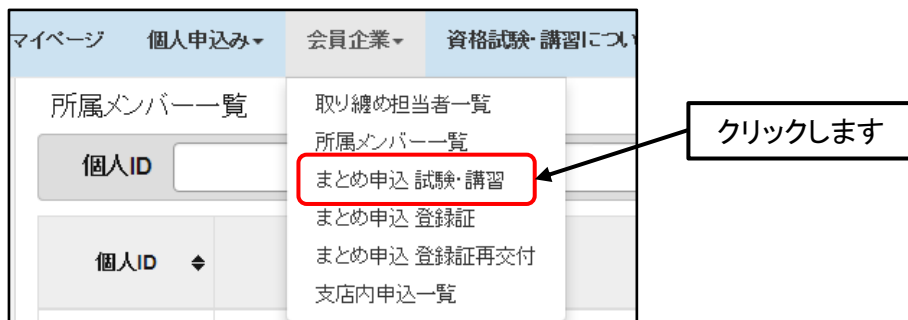 マイページ 個人申込み▾ 会員企業▾ 資格試験・講習につい
所属メンバー一覧
個人ID
個人ID
取り纏め担当者一覧
所属メンバー一覧
まとめ申込 試験・講習
まとめ申込 登録証
まとめ申込 登録証再交付
支店内申込一覧
クリックします